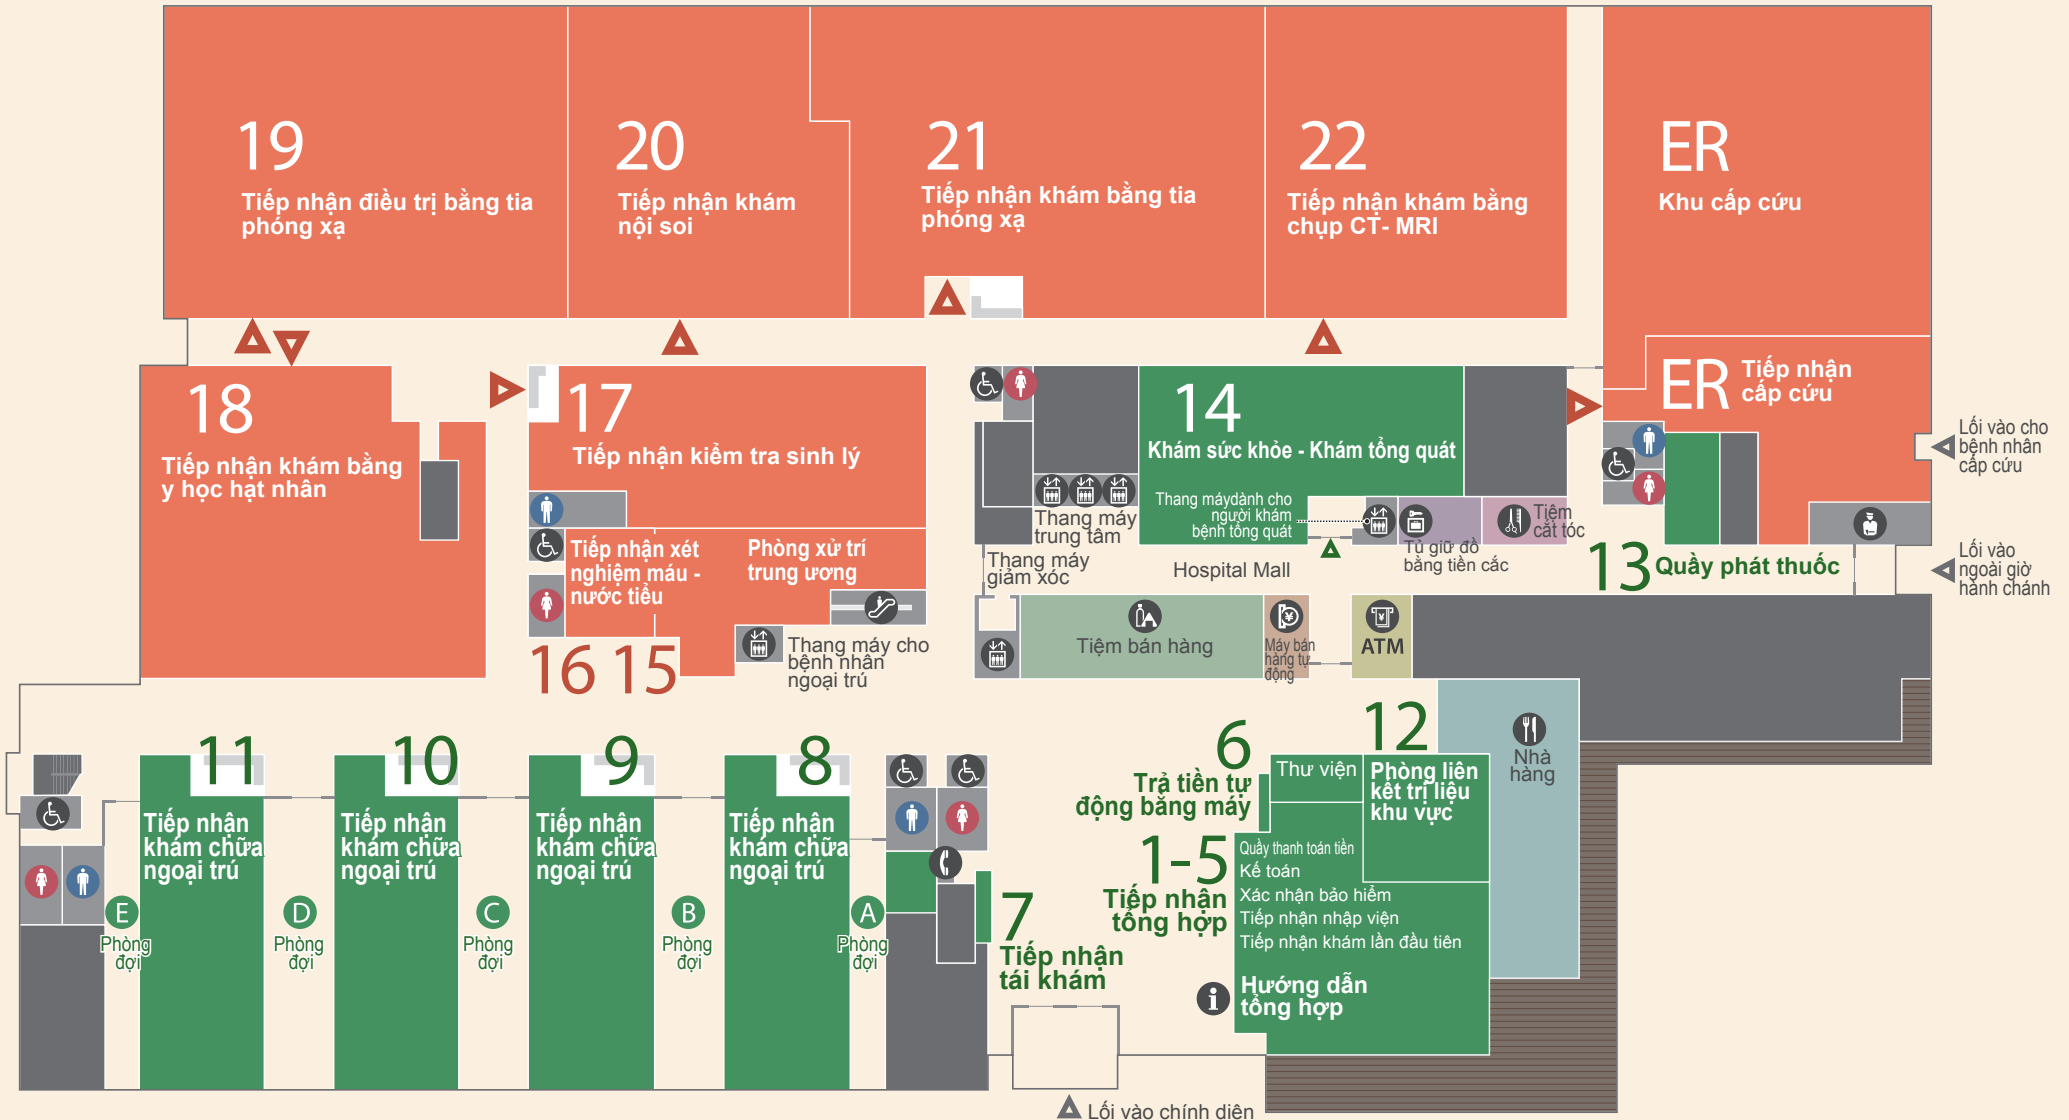 19
Tiếp nhận điều trị bằng tia
phóng xạ
20
Tiếp nhận khám
nội soi
21
Tiếp nhận khám bằng tia
phóng xạ
22
Tiếp nhận khám bằng
chụp CT- MRI
ER
Khu cấp cứu
18
Tiếp nhận khám bằng
y học hạt nhân
17
Tiếp nhận kiểm tra sinh lý
14
Khám sức khỏe - Khám tổng quát
ER
Tiếp nhận
cấp cứu
Lối vào cho
bệnh nhân
cấp cứu
Thang máy
trung tâm
Thang máydành cho
người khám
bệnh tổng quát
Tủ giữ đồ
bằng tiền cắc
Tiệm
cắt tóc
Tiếp nhận xét
nghiệm máu -
nước tiểu
Phòng xử trí
trung ương
Thang máy
giảm xóc
Hospital Mall
13
Quầy phát thuốc
Lối vào
ngoài giờ
hành chánh
16
15
Thang máy cho
bệnh nhân
ngoại trú
Tiệm bán hàng
Máy bán
hàng tự
động
ATM
11
Tiếp nhận
khám chữa
ngoại trú
10
Tiếp nhận
khám chữa
ngoại trú
9
Tiếp nhận
khám chữa
ngoại trú
8
Tiếp nhận
khám chữa
ngoại trú
6
Trả tiền tự
động bằng máy
Thư viện
12
Phòng liên
kết trị liệu
khu vực
Nhà
hàng
1-5
Tiếp nhận
tổng hợp
Quầy thanh toán tiền
Kế toán
Xác nhận bảo hiểm
Tiếp nhận nhập viện
Tiếp nhận khám lần đầu tiên
E
Phòng
đợi
D
Phòng
đợi
C
Phòng
đợi
B
Phòng
đợi
A
Phòng
đợi
7
Tiếp nhận
tái khám
i
Hướng dẫn
tổng hợp
Lối vào chính diện